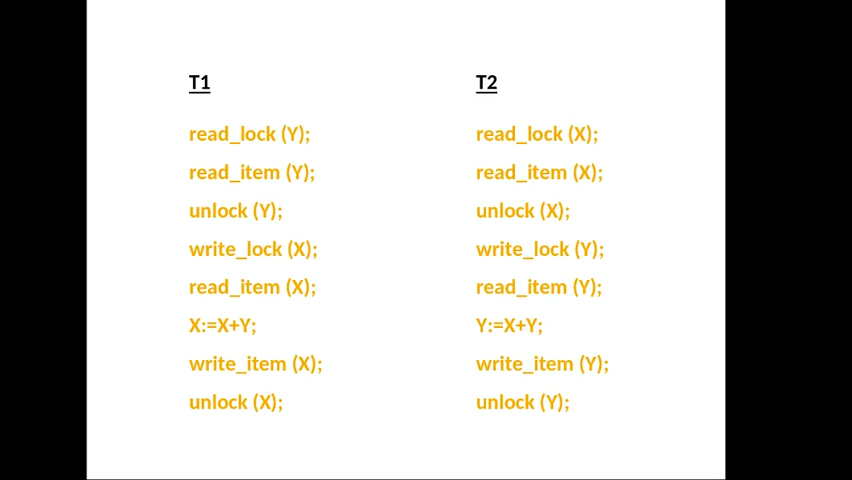 T1
read_lock (Y);
read_item (Y);
unlock (Y);
write_lock (X);
read_item (X);
X:=X+Y;
write_item (X);
unlock (X);
T2
read_lock (X);
read_item (X);
unlock (X);
write_lock (Y);
read_item (Y);
Y:=X+Y;
write_item (Y);
unlock (Y);